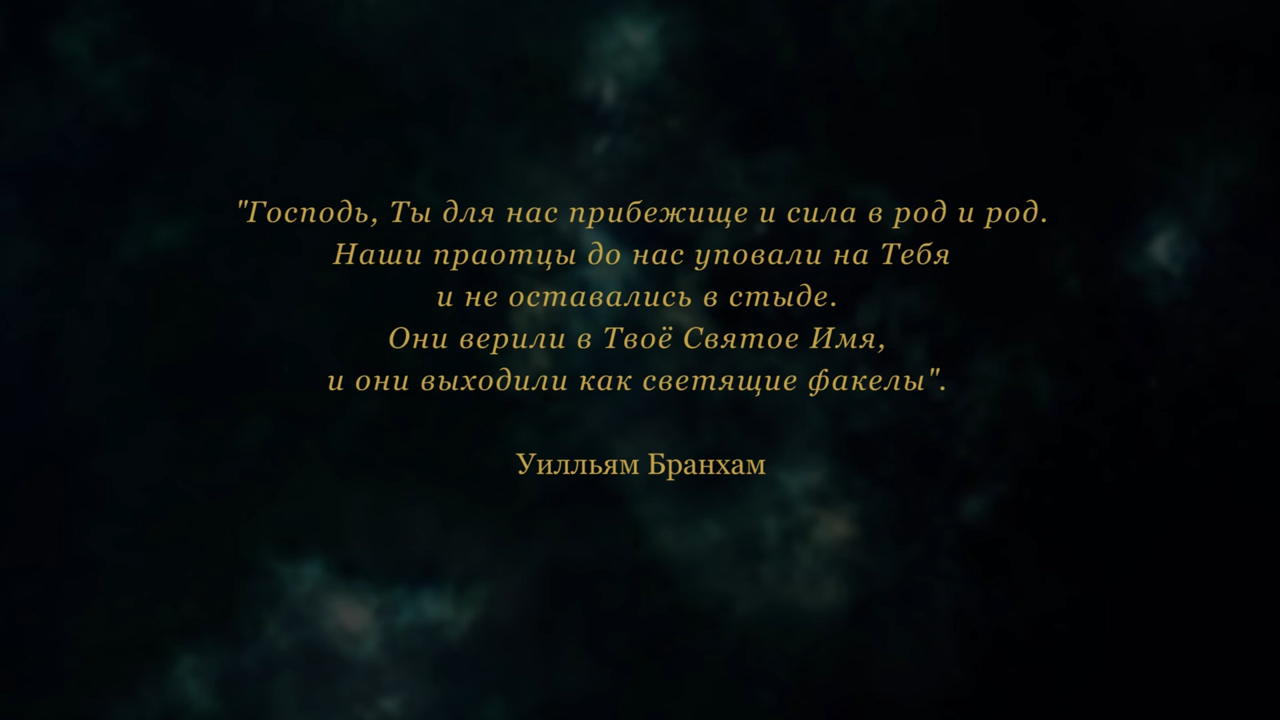 "Господь, Ты для нас прибежище и сила в род и род.
Наши праотцы до нас уповали на Тебя
и не оставались в стыде.
Они верили в Твоё Святое Имя,
и они выходили как светящие факелы".
Уилльям Бранхам